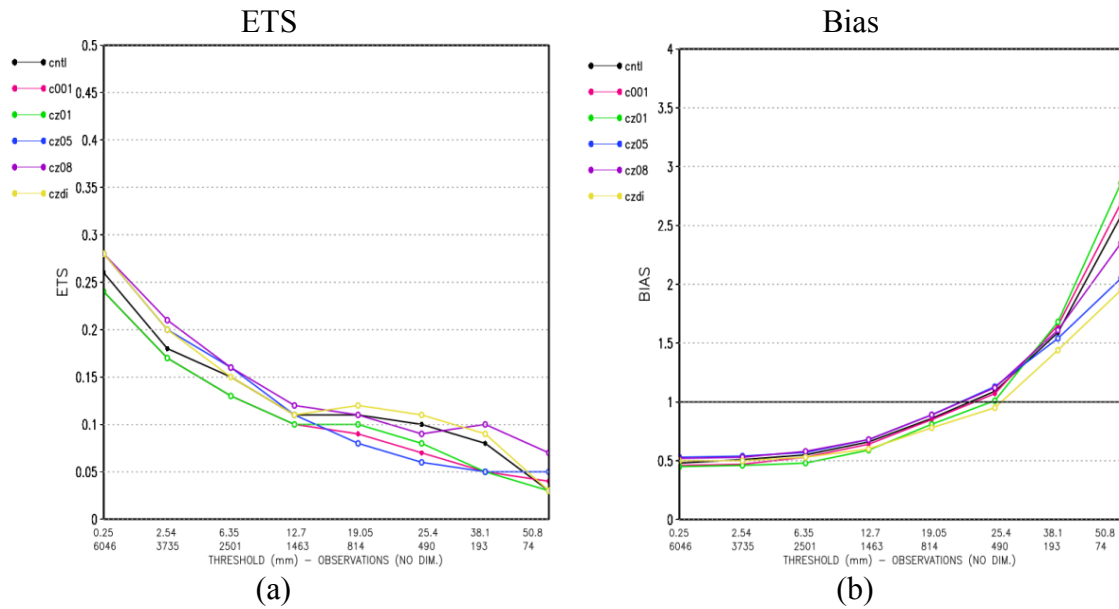 ETS
Bias
cntl
c001
cz01
cz05
cz08
czdi
0.5
0.45
0.4
0.35
0.3
0.25
0.2
0.15
0.1
0.05
0
ETS
0.25 2.54 6.35 12.7 19.05 25.4 38.1 50.8
6046 3735 2501 1463 814 490 193 74
THRESHOLD (mm) – OBSERVATIONS (NO DIM.)
(a)
cntl
c001
cz01
cz05
cz08
czdi
4
3.5
3
2.5
2
1.5
1
0.5
0
BIAS
0.25 2.54 6.35 12.7 19.05 25.4 38.1 50.8
6046 3735 2501 1463 814 490 193 74
THRESHOLD (mm) – OBSERVATIONS (NO DIM.)
(b)